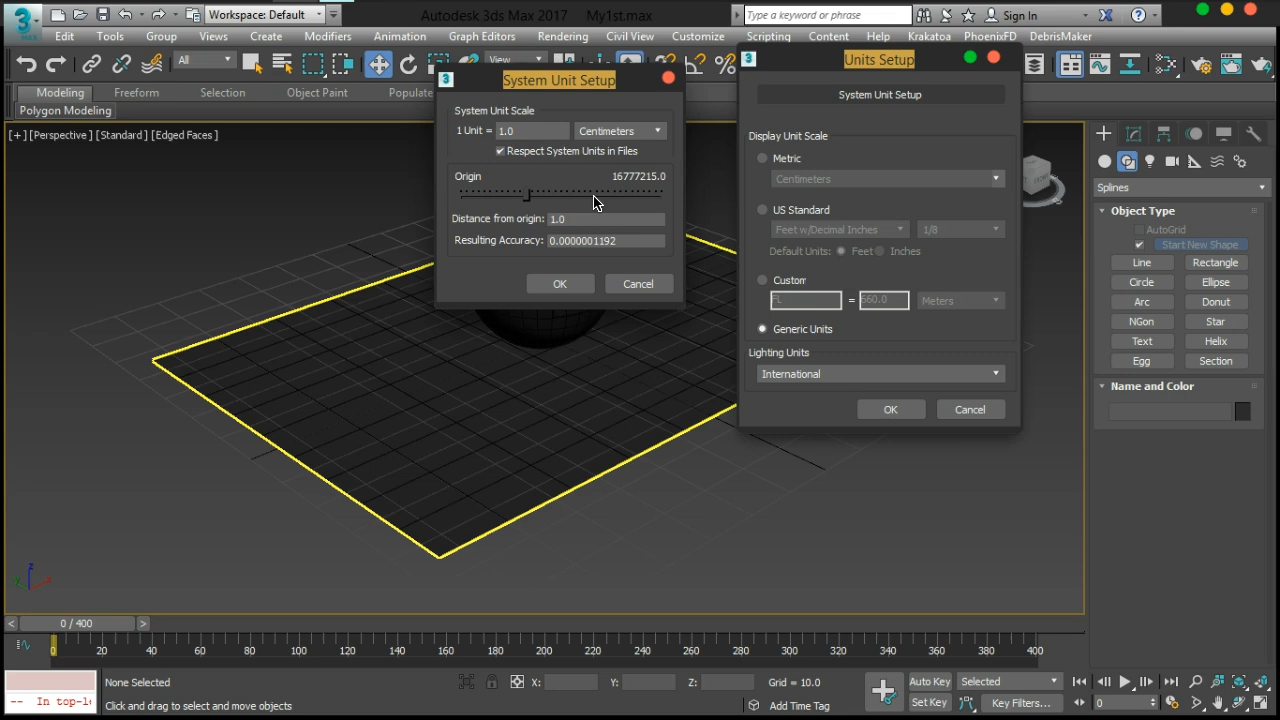 3
MAX
Workspace: Default
Autodesk 3ds Max 2017 My1st.max
Type a keyword or phrase
Sign In
Edit Tools Group Views Create Modifiers Animation Graph Editors Rendering Civil View Customize Scripting Content Help Krakatoa PhoenixFD DebrisMaker
All
View
Modeling Freeform Selection Object Paint Populate
Polygon Modeling
[+] [Perspective] [Standard] [Edged Faces]
System Unit Setup
System Unit Scale
1 Unit = 1.0 Centimeters
Respect System Units in Files
Origin 16777215.0
Distance from origin: 1.0
Resulting Accuracy: 0.0000001192
OK Cancel
Units Setup
System Unit Setup
Display Unit Scale
Metric
Centimeters
US Standard
Feet w/Decimal Inches 1/8
Default Units: Feet Inches
Custom
FL = 660.0 Meters
Generic Units
Lighting Units
International
OK Cancel
Splines
Object Type
AutoGrid
Start New Shape
Line Rectangle
Circle Ellipse
Arc Donut
NGon Star
Text Helix
Egg Section
Name and Color
z
x
< 0 / 400 >
0 20 40 60 80 100 120 140 160 180 200 220 240 260 280 300 320 340 360 380 400
None Selected
X: Y: Z: Grid = 10.0
Auto Key Selected
-- In top-le
Click and drag to select and move objects
Add Time Tag
Set Key Key Filters...
0